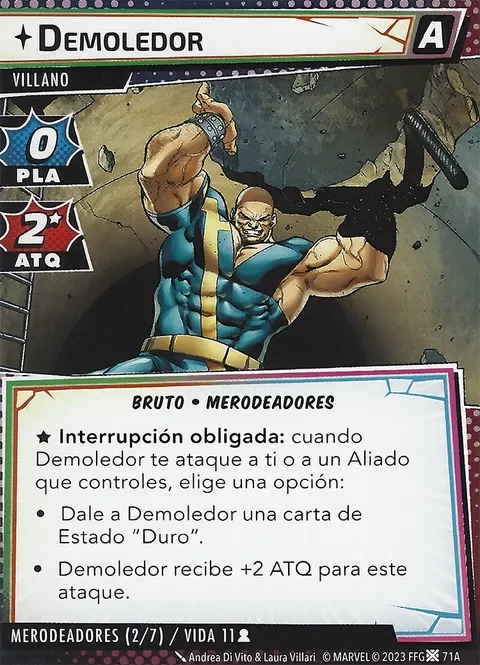 DEMOLEDOR
A
VILLANO
0
PLA
2★
ATQ
BRUTO • MERODEADORES
★ Interrupción obligada: cuando
Demoledor te ataque a ti o a un Aliado
que controles, elige una opción:
• Dale a Demoledor una carta de
Estado "Duro".
• Demoledor recibe +2 ATQ para este
ataque.
MERODEADORES (2/7) / VIDA 11
Andrea Di Vito & Laura Villari © MARVEL © 2023 FFG 71A